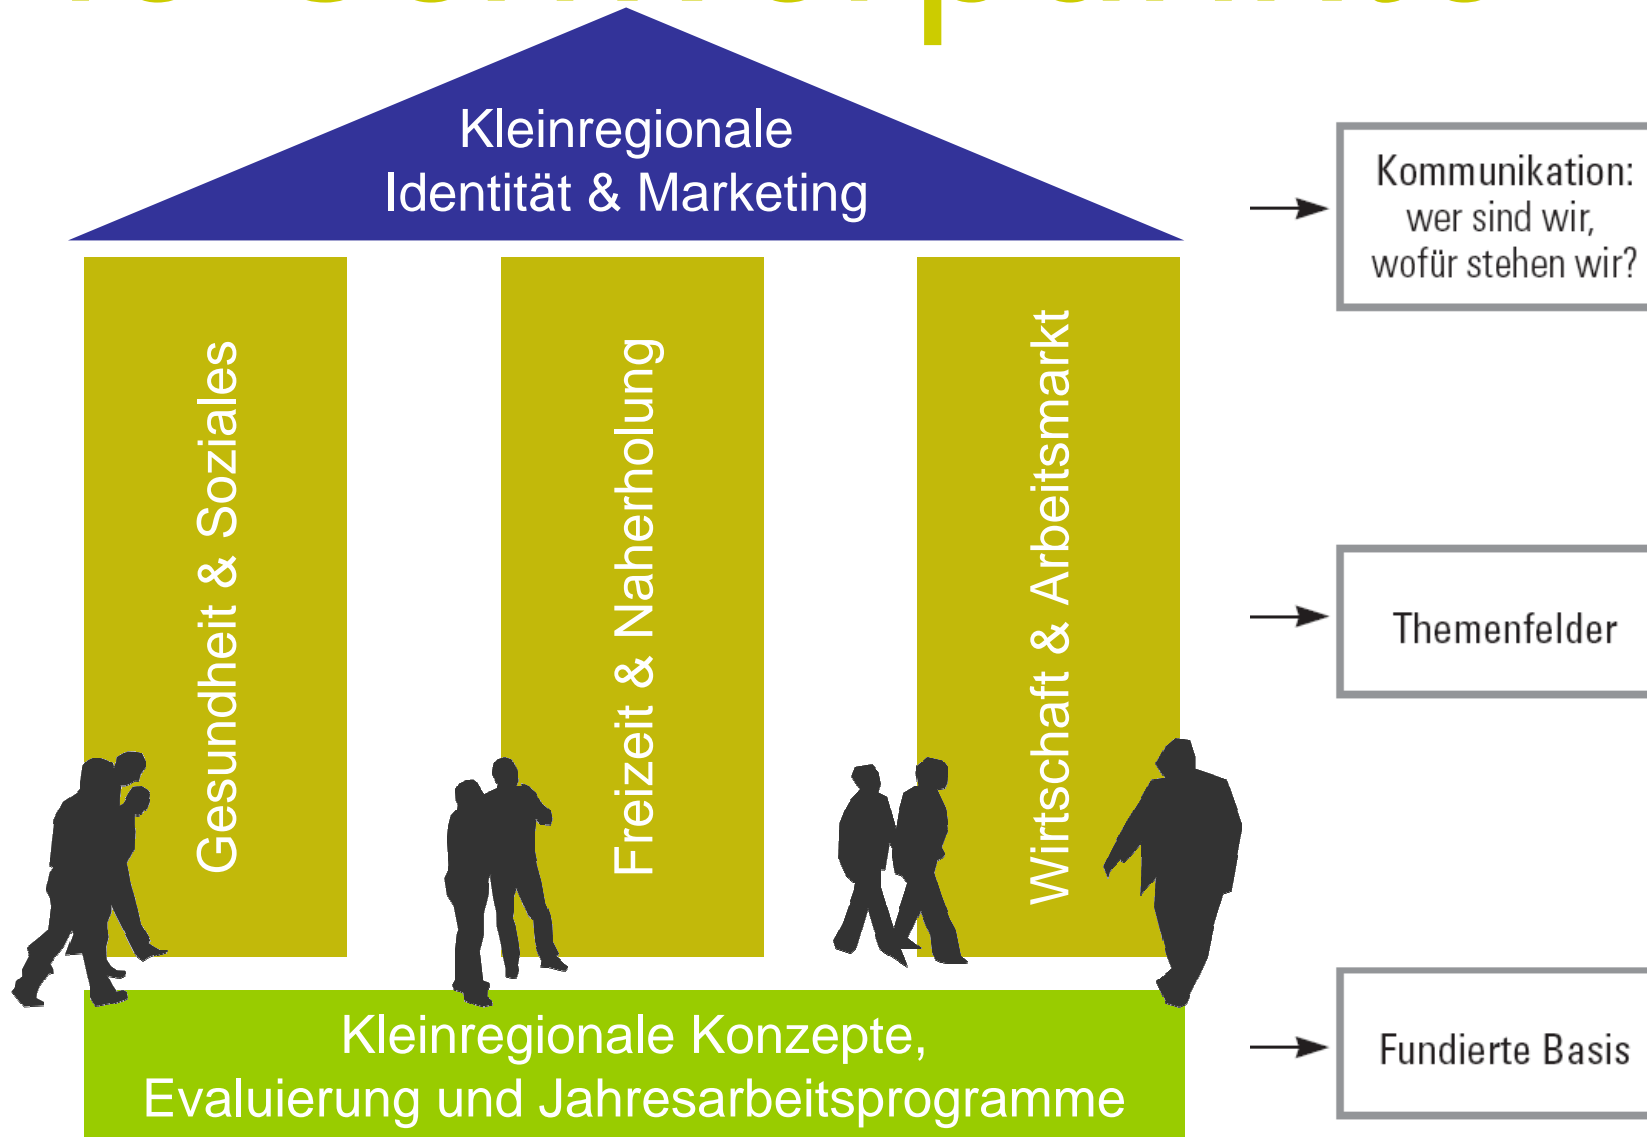 Kleinregionale
Identität & Marketing
Kommunikation:
wer sind wir,
wofür stehen wir?
Gesundheit & Soziales
Freizeit & Naherholung
Wirtschaft & Arbeitsmarkt
Themenfelder
Kleinregionale Konzepte,
Evaluierung und Jahresarbeitsprogramme
Fundierte Basis